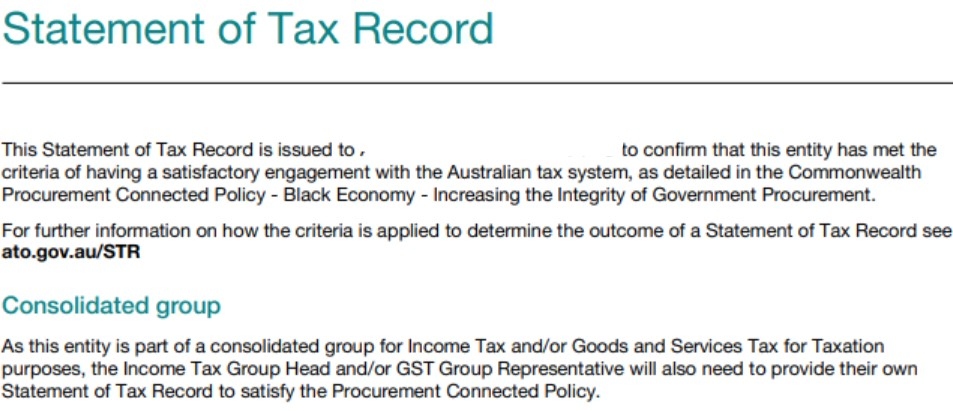 Statement of Tax Record
This Statement of Tax Record is issued to to confirm that this entity has met the
criteria of having a satisfactory engagement with the Australian tax system, as detailed in the Commonwealth
Procurement Connected Policy - Black Economy - Increasing the Integrity of Government Procurement.
For further information on how the criteria is applied to determine the outcome of a Statement of Tax Record see
ato.gov.au/STR
Consolidated group
As this entity is part of a consolidated group for Income Tax and/or Goods and Services Tax for Taxation
purposes, the Income Tax Group Head and/or GST Group Representative will also need to provide their own
Statement of Tax Record to satisfy the Procurement Connected Policy.